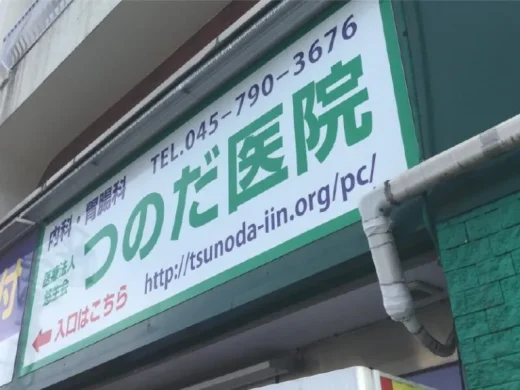 内科・胃腸科 TEL.045-790-3676
医療法人
つのだ医院
入口はこちら http://tsunoda-iin.org/pc/
付